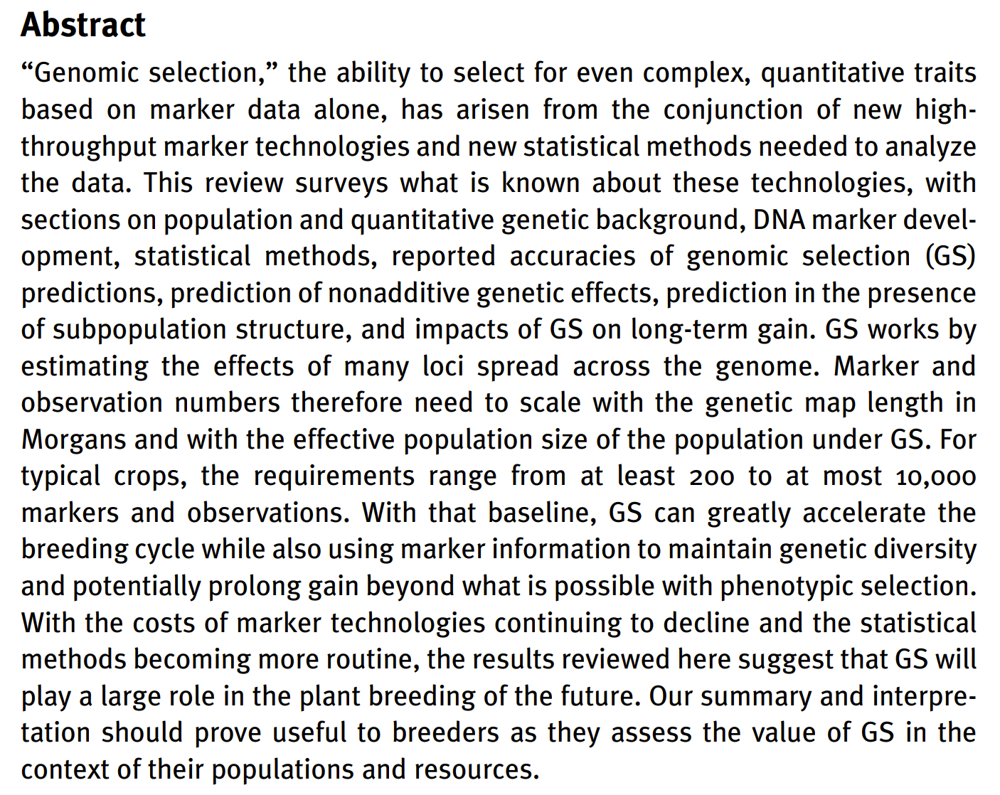 Abstract
“Genomic selection,” the ability to select for even complex, quantitative traits
based on marker data alone, has arisen from the conjunction of new high-
throughput marker technologies and new statistical methods needed to analyze
the data. This review surveys what is known about these technologies, with
sections on population and quantitative genetic background, DNA marker devel-
opment, statistical methods, reported accuracies of genomic selection (GS)
predictions, prediction of nonadditive genetic effects, prediction in the presence
of subpopulation structure, and impacts of GS on long-term gain. GS works by
estimating the effects of many loci spread across the genome. Marker and
observation numbers therefore need to scale with the genetic map length in
Morgans and with the effective population size of the population under GS. For
typical crops, the requirements range from at least 200 to at most 10,000
markers and observations. With that baseline, GS can greatly accelerate the
breeding cycle while also using marker information to maintain genetic diversity
and potentially prolong gain beyond what is possible with phenotypic selection.
With the costs of marker technologies continuing to decline and the statistical
methods becoming more routine, the results reviewed here suggest that GS will
play a large role in the plant breeding of the future. Our summary and interpre-
tation should prove useful to breeders as they assess the value of GS in the
context of their populations and resources.